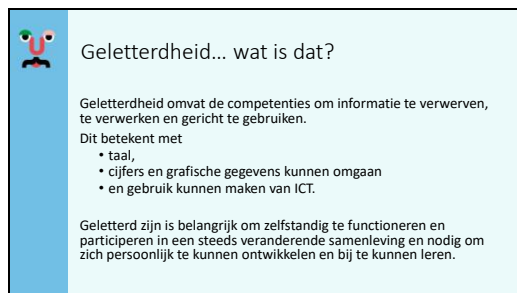 Geletterdheid... wat is dat?
Geletterdheid omvat de competenties om informatie te verwerven,
te verwerken en gericht te gebruiken.
Dit betekent met
• taal,
• cijfers en grafische gegevens kunnen omgaan
• en gebruik kunnen maken van ICT.
Geletterd zijn is belangrijk om zelfstandig te functioneren en
participeren in een steeds veranderende samenleving en nodig om
zich persoonlijk te kunnen ontwikkelen en bij te kunnen leren.